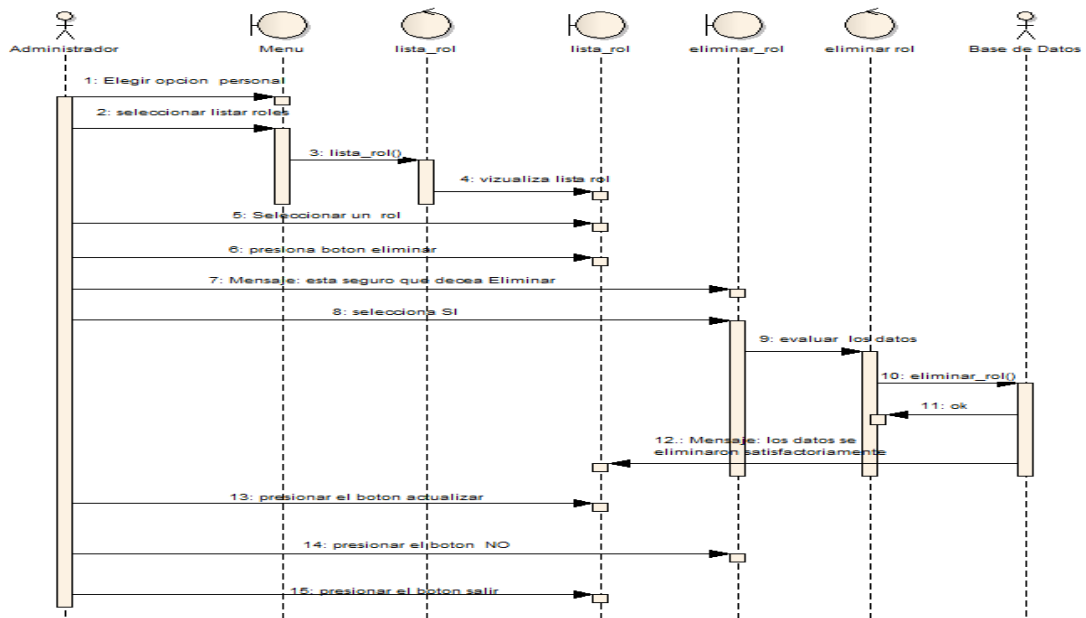 Administrador
Menu
lista_rol
lista_rol
eliminar_rol
eliminar rol
Base de Datos
1: Elegir opcion personal
2: seleccionar listar roles
3: lista_rol()
4: vizualiza lista rol
5: Seleccionar un rol
6: presiona boton eliminar
7: Mensaje: esta seguro que decea Eliminar
8: selecciona SI
9: evaluar los datos
10: eliminar_rol()
11: ok
12.: Mensaje: los datos se
eliminaron satisfactoriamente
13: presionar el boton actualizar
14: presionar el boton NO
15: presionar el boton salir